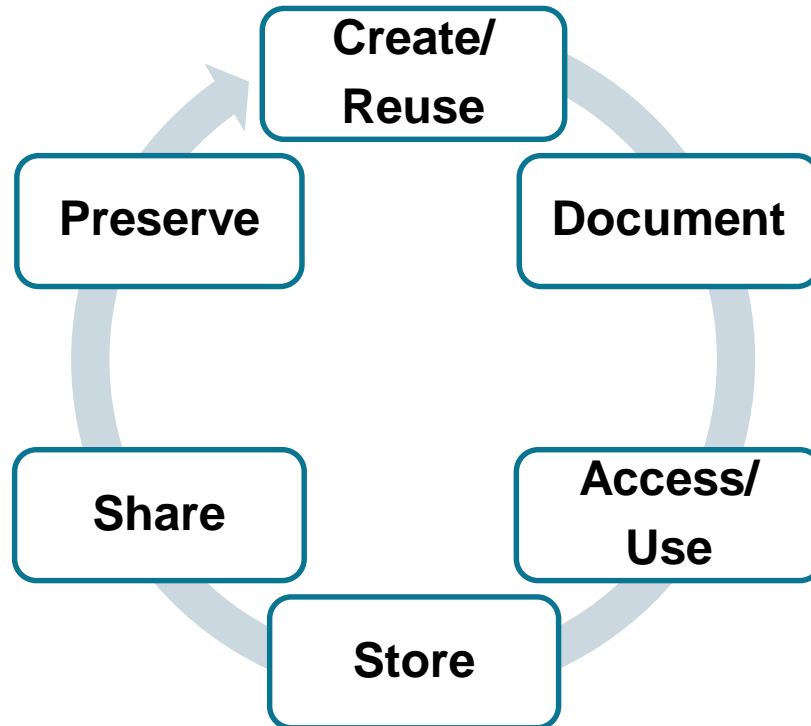 Create/
Reuse
Document
Access/
Use
Store
Share
Preserve